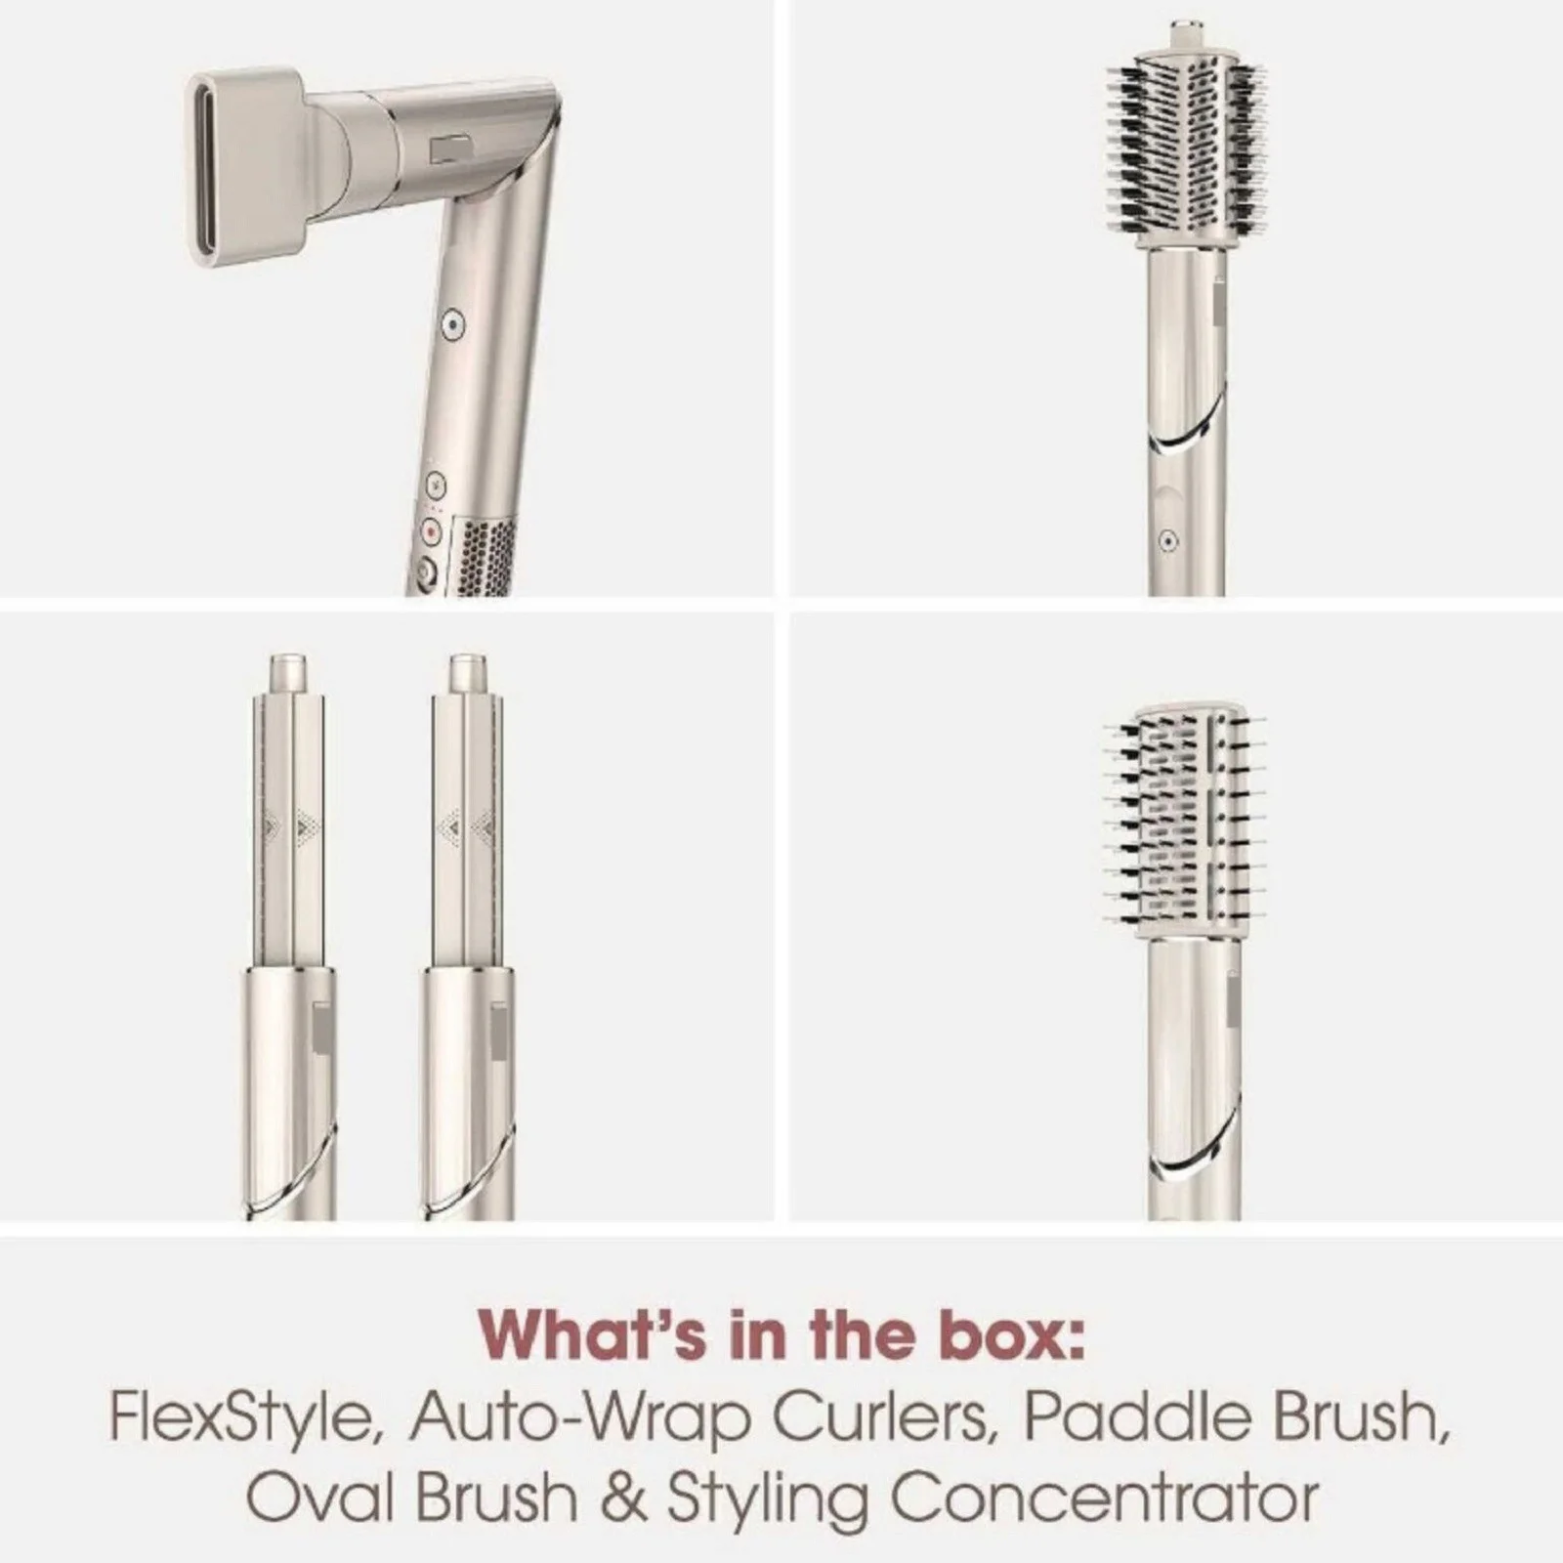 What's in the box:
FlexStyle, Auto-Wrap Curlers, Paddle Brush,
Oval Brush & Styling Concentrator